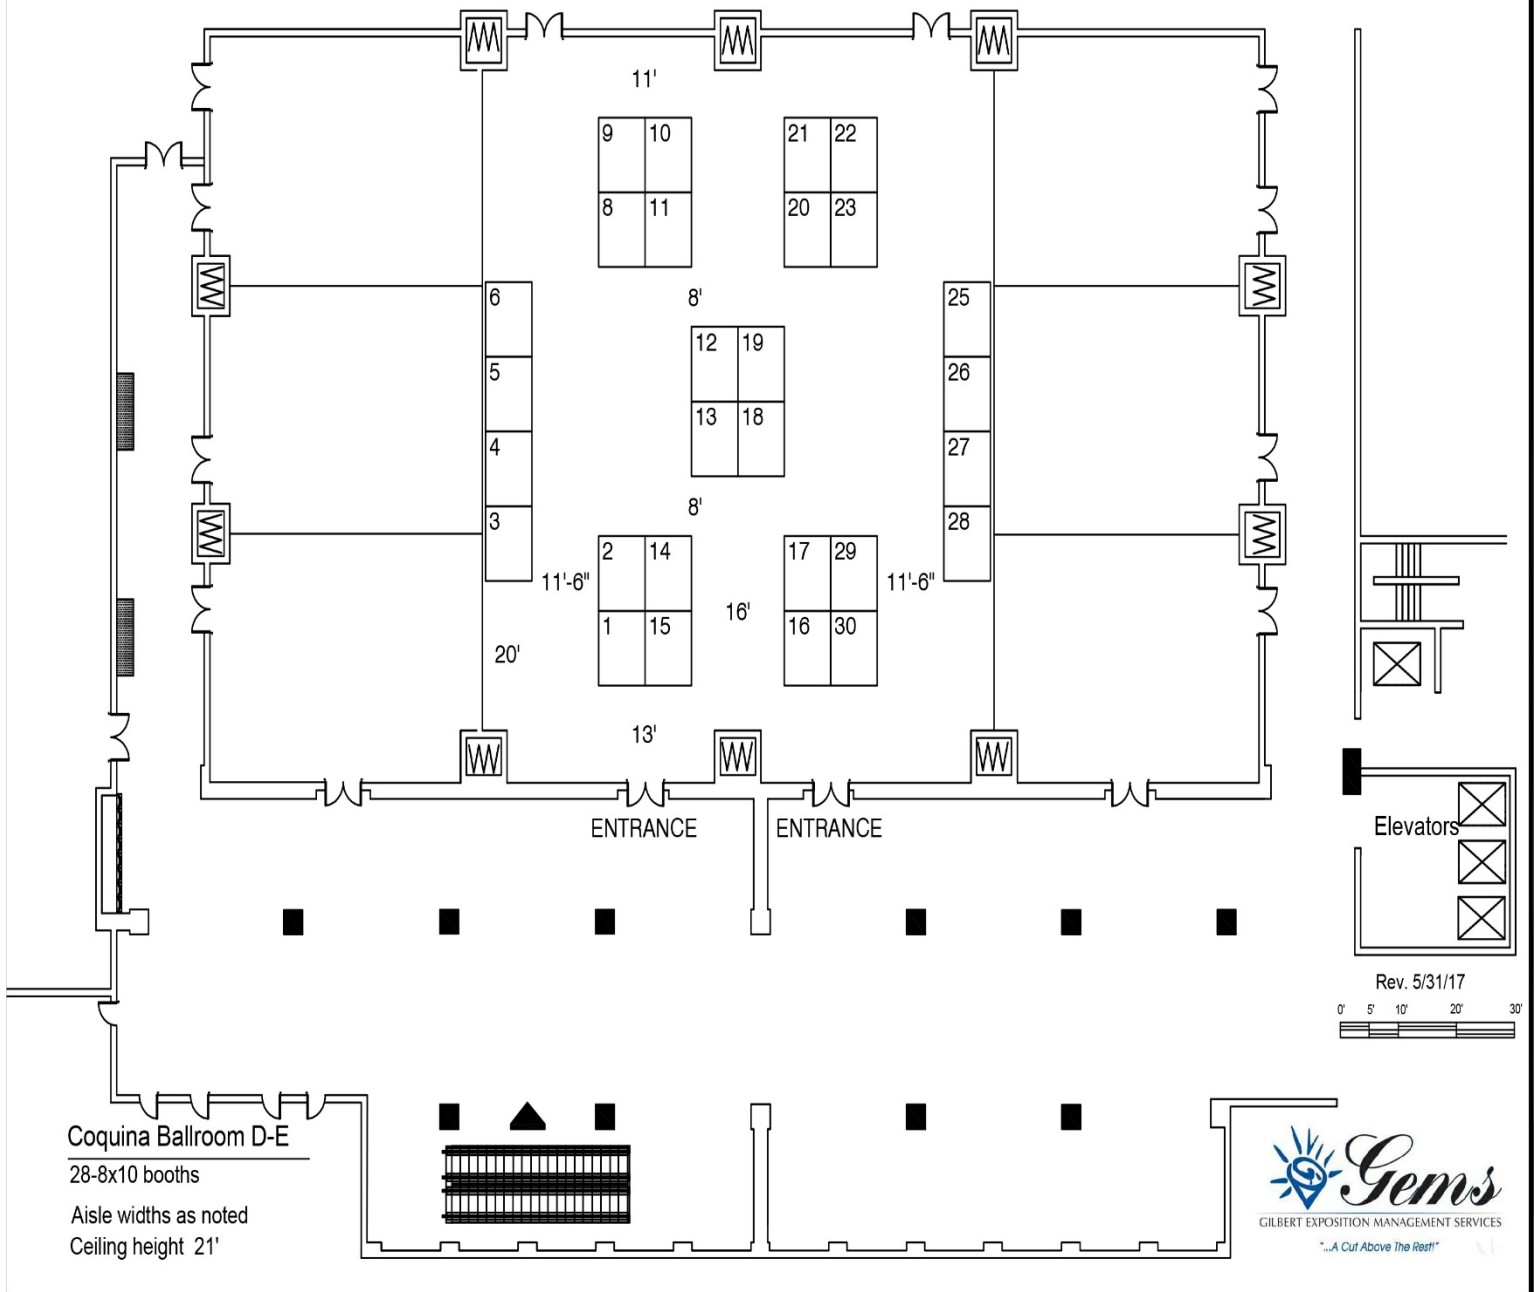 11'
9 10 21 22
8 11 20 23
6 8' 25
12 19
5 26
13 18
4 27
8'
3 28
2 14 17 29
11'-6" 11'-6"
16'
1 15 16 30
20'
13'
ENTRANCE ENTRANCE
Elevators
Rev. 5/31/17
0' 5' 10' 20' 30'
Coquina Ballroom D-E
28-8x10 booths
Aisle widths as noted
Ceiling height 21'
Gems
GILBERT EXPOSITION MANAGEMENT SERVICES
"...A Cut Above The Rest!"